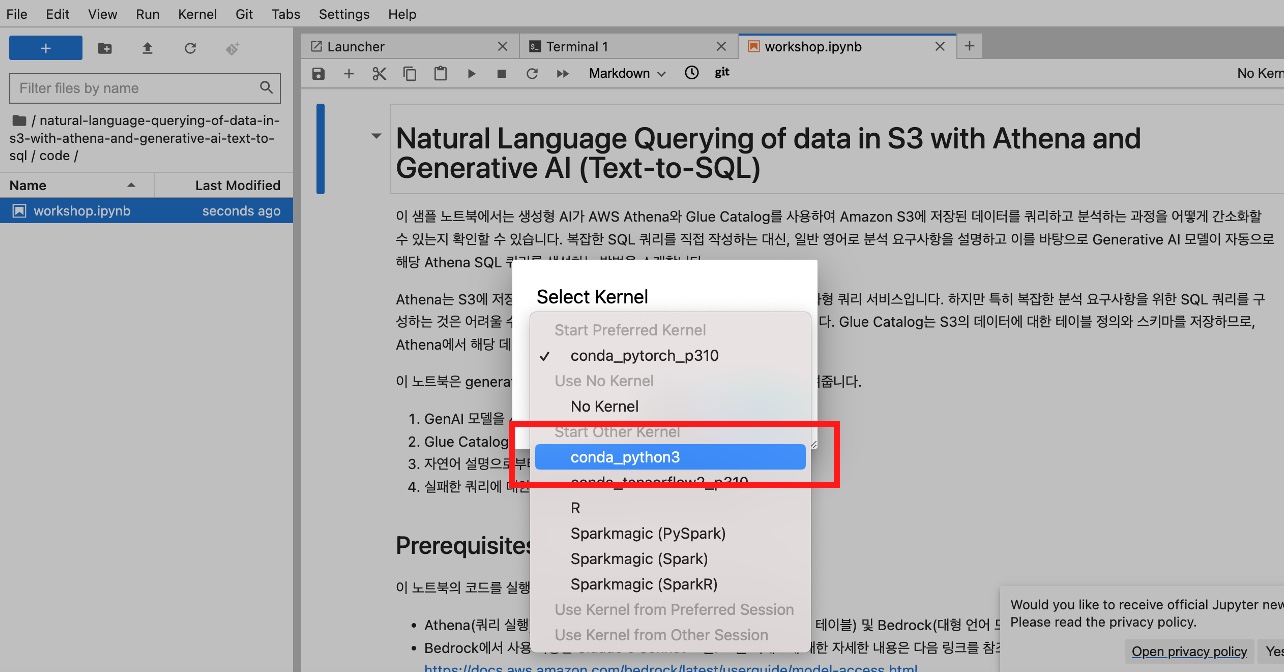 File Edit View Run Kernel Git Tabs Settings Help
Launcher
Terminal 1
workshop.ipynb
Filter files by name
Markdown
git
No Kern
/ natural-language-querying-of-data-in-
s3-with-athena-and-generative-ai-text-to-
sql / code /
Name Last Modified
workshop.ipynb seconds ago
Natural Language Querying of data in S3 with Athena and
Generative AI (Text-to-SQL)
이 샘플 노트북에서는 생성형 AI가 AWS Athena와 Glue Catalog를 사용하여 Amazon S3에 저장된 데이터를 쿼리하고 분석하는 과정을 어떻게 간소화할
수 있는지 확인할 수 있습니다. 복잡한 SQL 쿼리를 직접 작성하는 대신, 일반 영어로 분석 요구사항을 설명하고 이를 바탕으로 Generative AI 모델이 자동으로
해당 Athena SQL 쿼리를 생성하는 방법을 소개합니다.
Athena는 S3에 저장 형 쿼리 서비스입니다. 하지만 특히 복잡한 분석 요구사항을 위한 SQL 쿼리를 구
성하는 것은 어려울 수 다. Glue Catalog는 S3의 데이터에 대한 테이블 정의와 스키마를 저장하므로,
Athena에서 해당 데
이 노트북은 genera 줍니다.
1. GenAI 모델을
2. Glue Catalog
3. 자연어 설명으로부터
4. 실패한 쿼리에 대한
Select Kernel
Start Preferred Kernel
✓ conda_pytorch_p310
Use No Kernel
No Kernel
Start Other Kernel
conda_python3
conda_tensorflow2_p310
R
Sparkmagic (PySpark)
Sparkmagic (Spark)
Sparkmagic (SparkR)
Use Kernel from Preferred Session
Use Kernel from Other Session
Prerequisites
이 노트북의 코드를 실행
• Athena(쿼리 실행 테이블) 및 Bedrock(대형 언어 모
• Bedrock에서 사용 한 자세한 내용은 다음 링크를 참조
https://docs.aws.amazon.com/bedrock/latest/userguide/model-access.html
Would you like to receive official Jupyter new
Please read the privacy policy.
Open privacy policy Ye